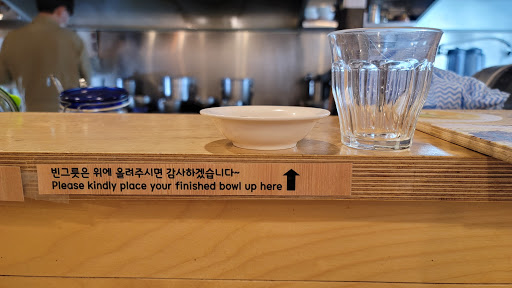 빈그릇은 위에 올려주시면 감사하겠습니다~
Please kindly place your finished bowl up here